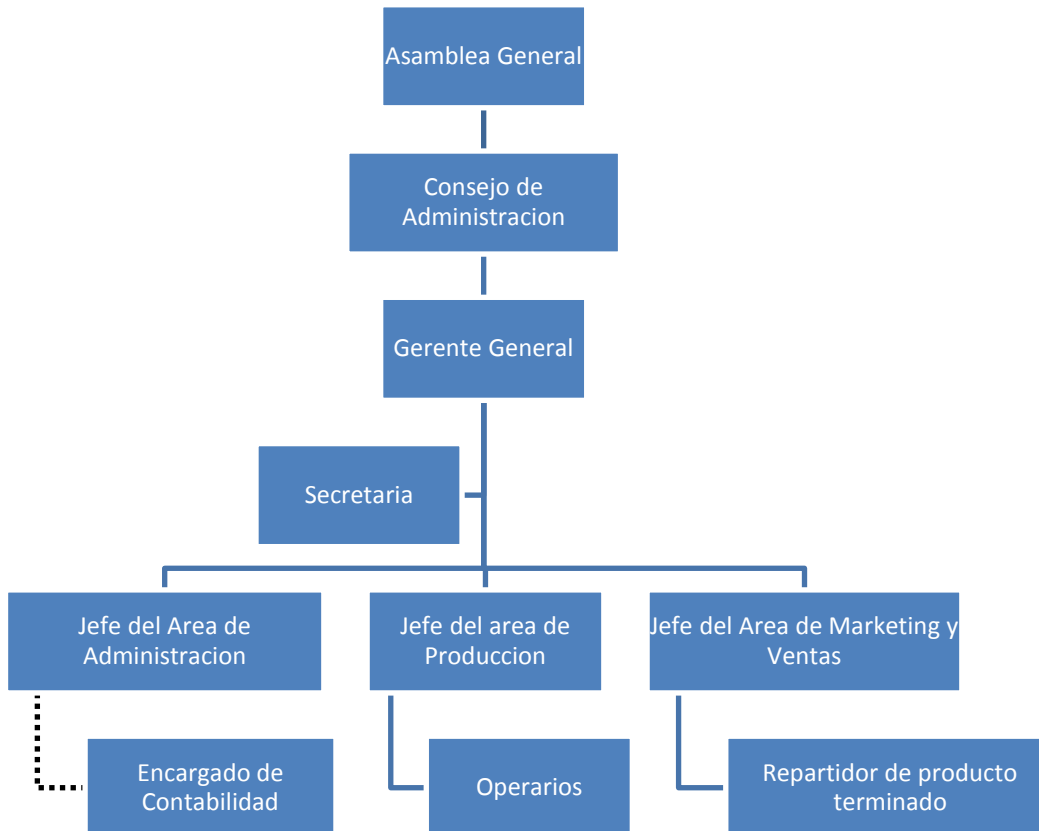 Asamblea General
Consejo de
Administracion
Gerente General
Secretaria
Jefe del Area de
Administracion
Jefe del area de
Produccion
Jefe del Area de Marketing y
Ventas
Encargado de
Contabilidad
Operarios
Repartidor de producto
terminado